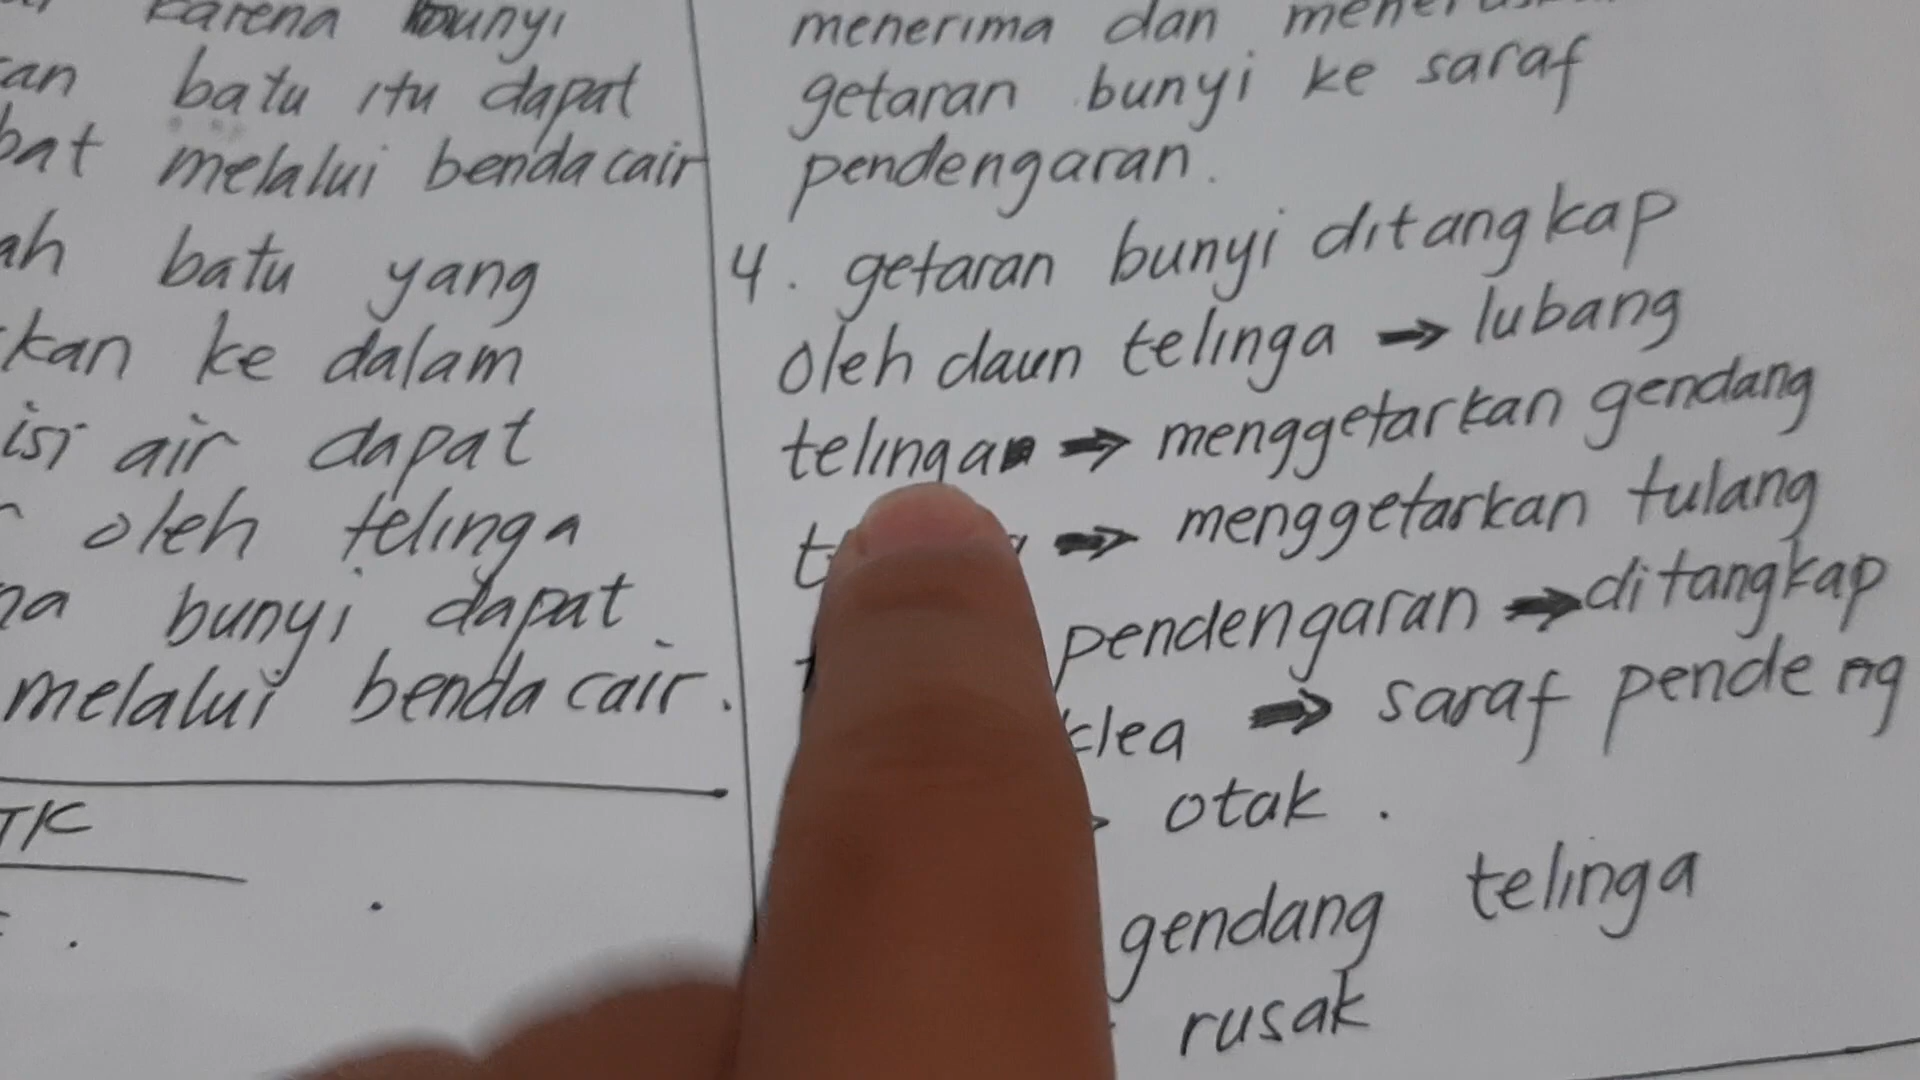 karena bunyi
an batu itu dapat
bat melalui benda cair
ah batu yang
kan ke dalam
isi air dapat
oleh telinga
na bunyi dapat
melalui benda cair.
TK
menerima dan
getaran bunyi ke saraf
pendengaran.
4. getaran bunyi ditangkap
oleh daun telinga → lubang
telinga → menggetarkan gendang
→ menggetarkan tulang
pendengaran → ditangkap
klea → saraf pendeng
otak.
gendang telinga
rusak